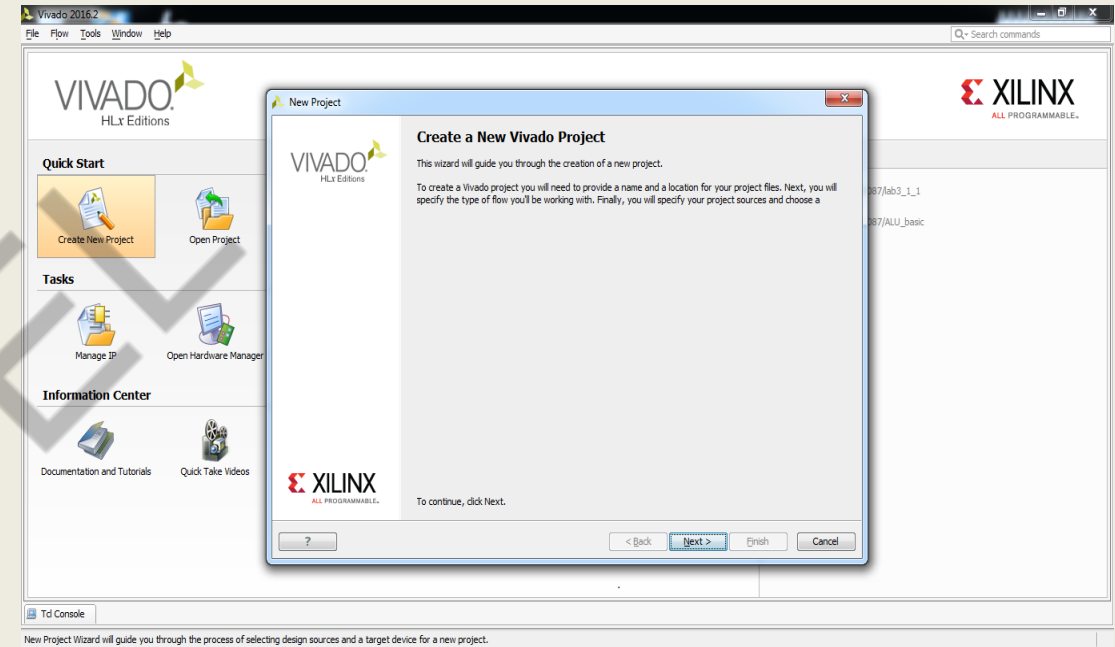 Vivado 2016.2
File Flow Tools Window Help
Search commands
VIVADO.
HLx Editions
XILINX
ALL PROGRAMMABLE.
New Project
VIVADO.
HLx Editions
Create a New Vivado Project
This wizard will guide you through the creation of a new project.
To create a Vivado project you will need to provide a name and a location for your project files. Next, you will
specify the type of flow you'll be working with. Finally, you will specify your project sources and choose a
XILINX
ALL PROGRAMMABLE.
To continue, click Next.
?
< Back Next > Finish Cancel
Quick Start
Create New Project
Open Project
Tasks
Manage IP
Open Hardware Manager
Information Center
Documentation and Tutorials
Quick Take Videos
087/lab3_1_1
087/ALU_basic
Tcl Console
New Project Wizard will guide you through the process of selecting design sources and a target device for a new project.